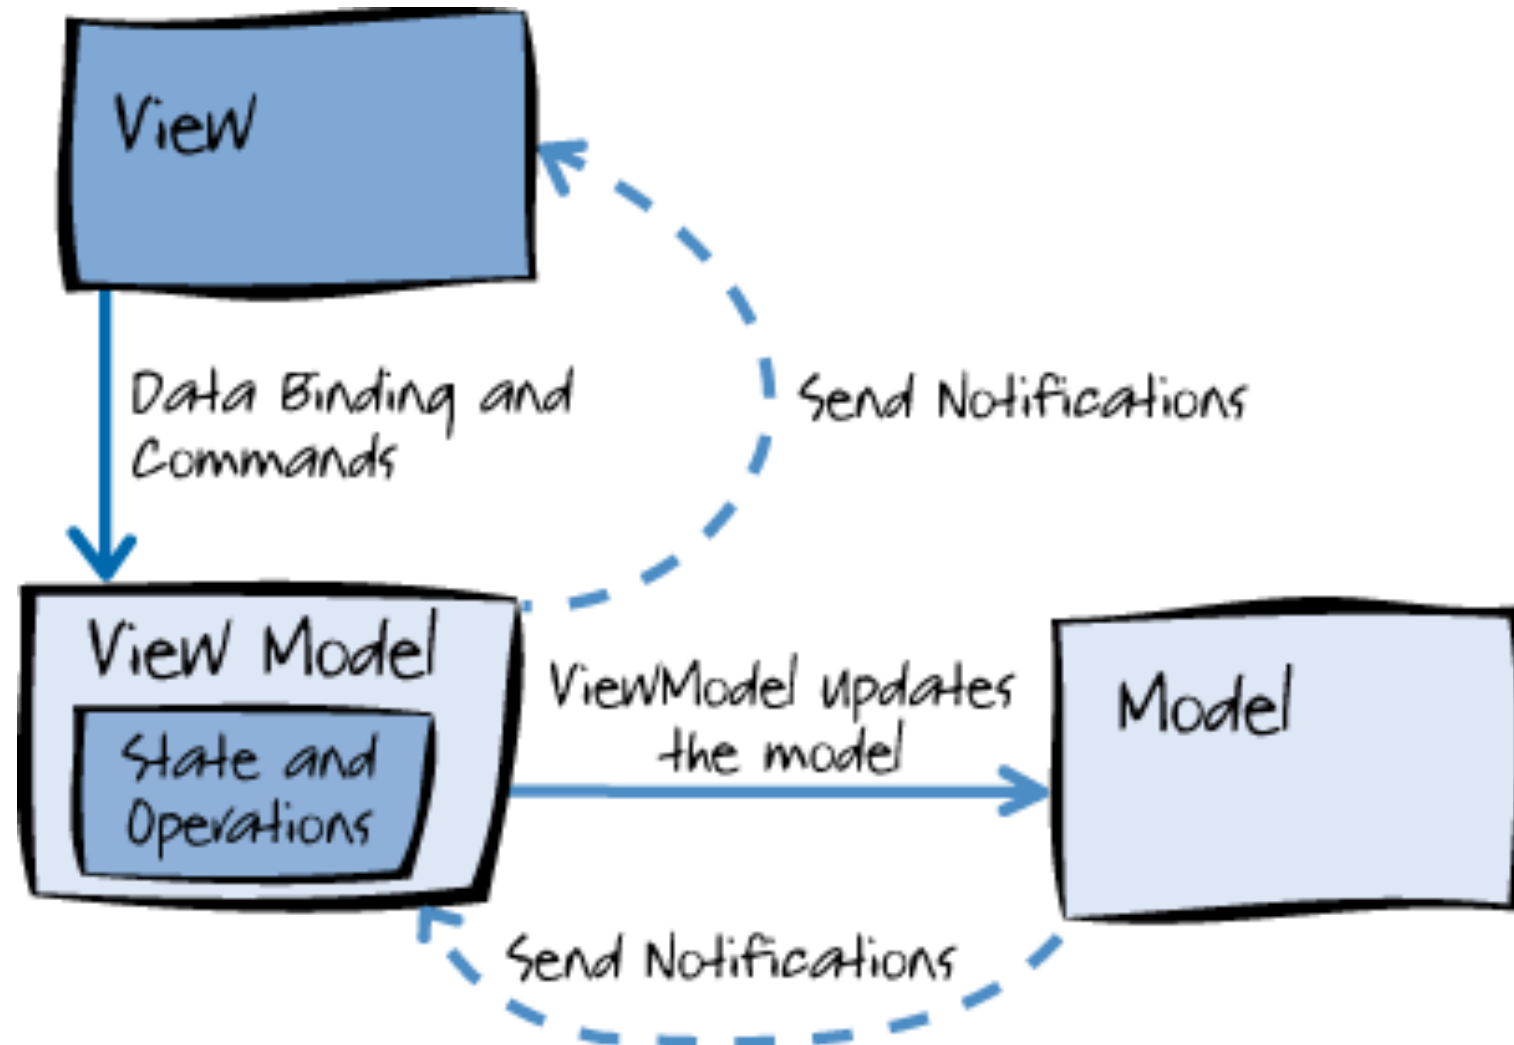 View
Data Binding and
Commands
Send Notifications
View Model
State and
Operations
ViewModel updates
the model
Model
Send Notifications